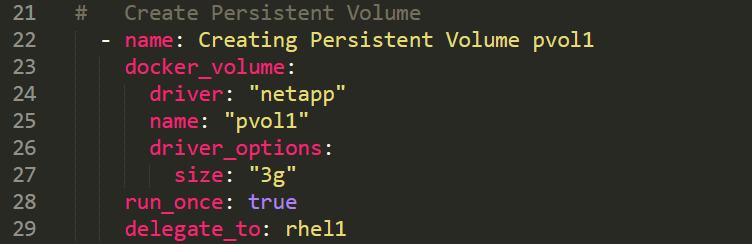 21 #   Create Persistent Volume
22   - name: Creating Persistent Volume pvol1
23     docker_volume:
24       driver: "netapp"
25       name: "pvol1"
26       driver_options:
27         size: "3g"
28     run_once: true
29     delegate_to: rhel1